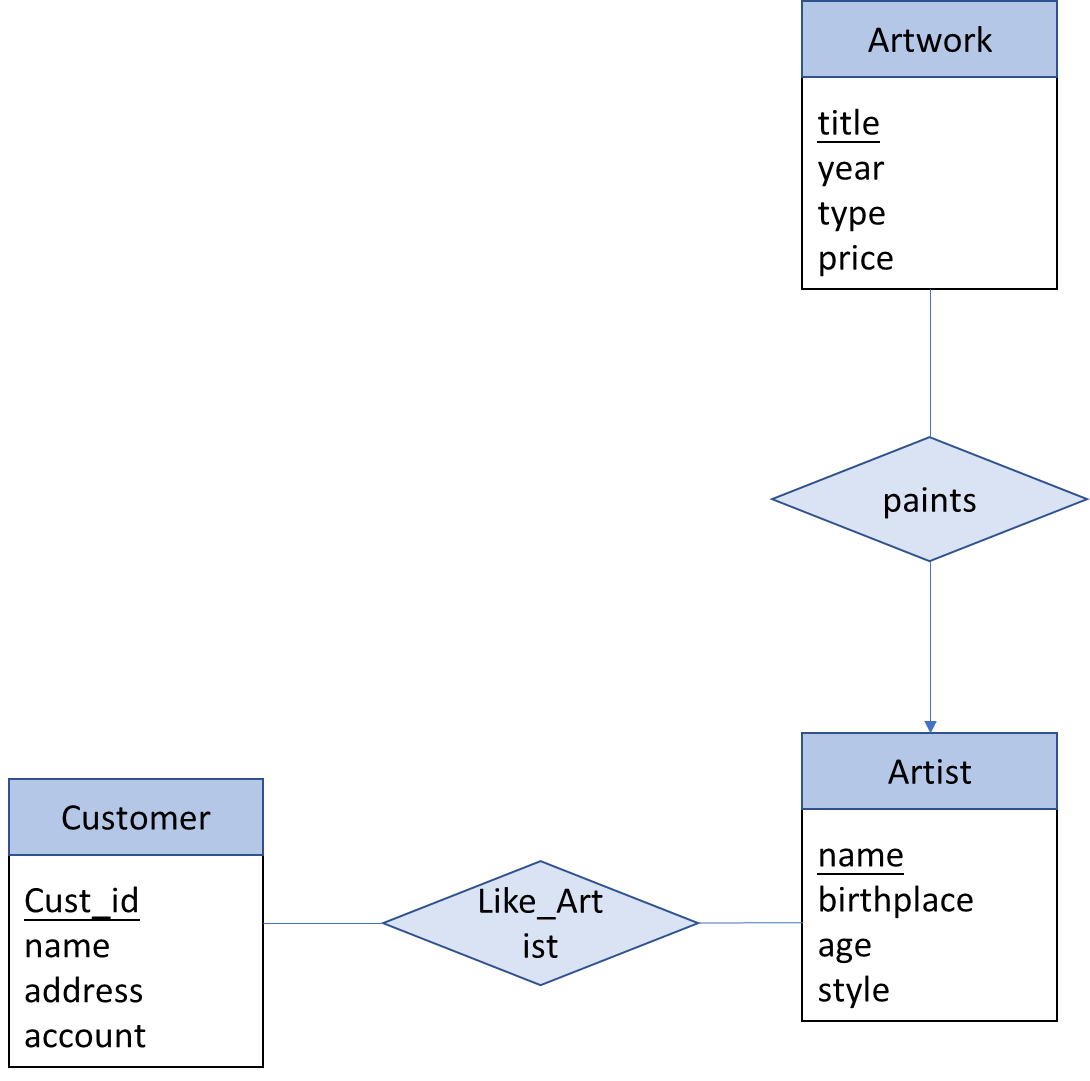 Artwork
title
year
type
price
paints
Artist
name
birthplace
age
style
Customer
Cust_id
name
address
account
Like_Art
ist